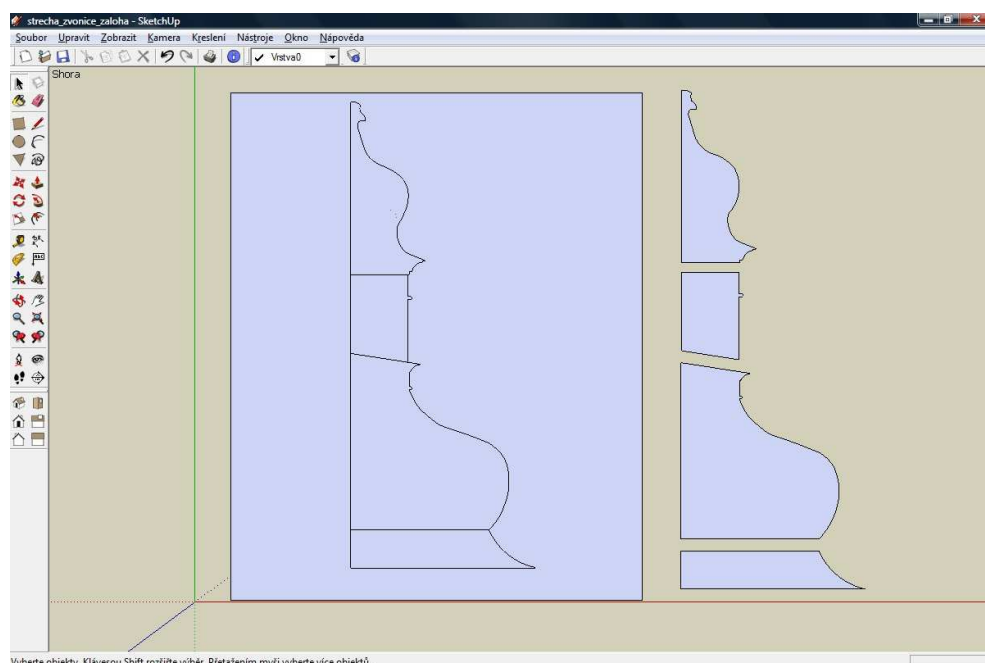 strecha_zvonice_zaloha - SketchUp
Soubor Upravit Zobrazit Kamera Kreslení Nástroje Okno Nápověda
Vrstva0
Shora
Vyberte objekty. Klávesou Shift rozšiřte výběr. Přetažením myši vyberte více objektů.